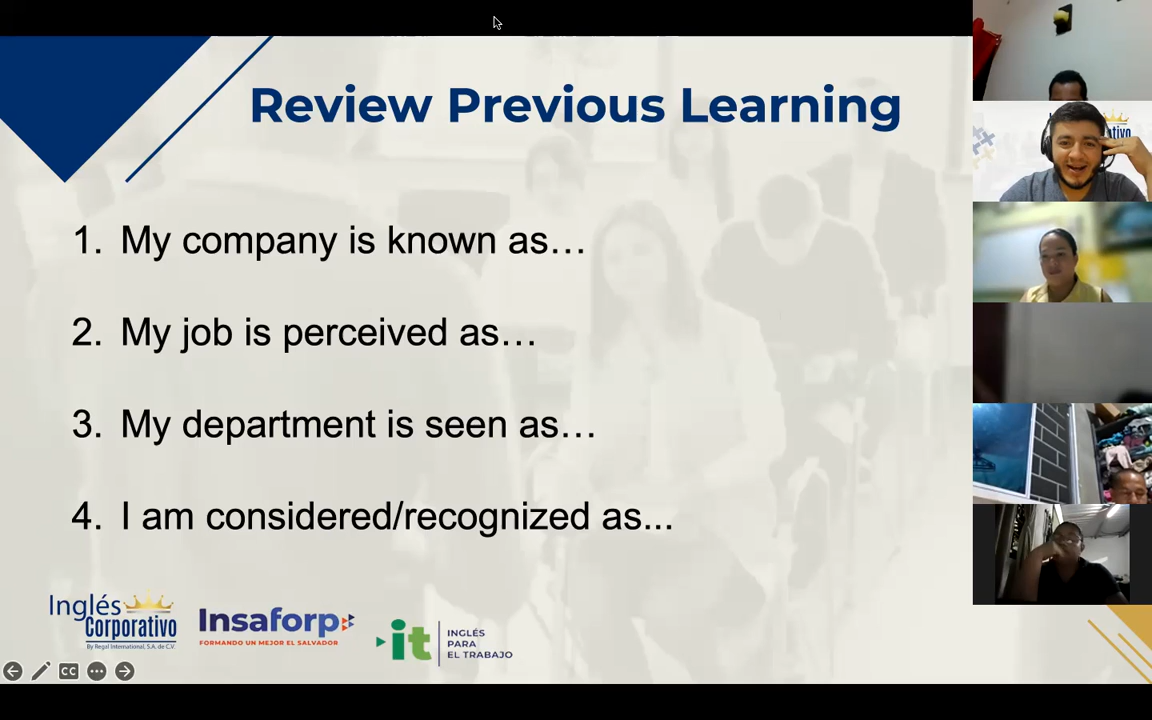 Review Previous Learning
1. My company is known as…
2. My job is perceived as…
3. My department is seen as…
4. I am considered/recognized as...
Inglés
Corporativo
By Regal International, S.A. de C.V.
Insaforp
FORMANDO UN MEJOR EL SALVADOR
it
INGLÉS
PARA
EL TRABAJO
CC